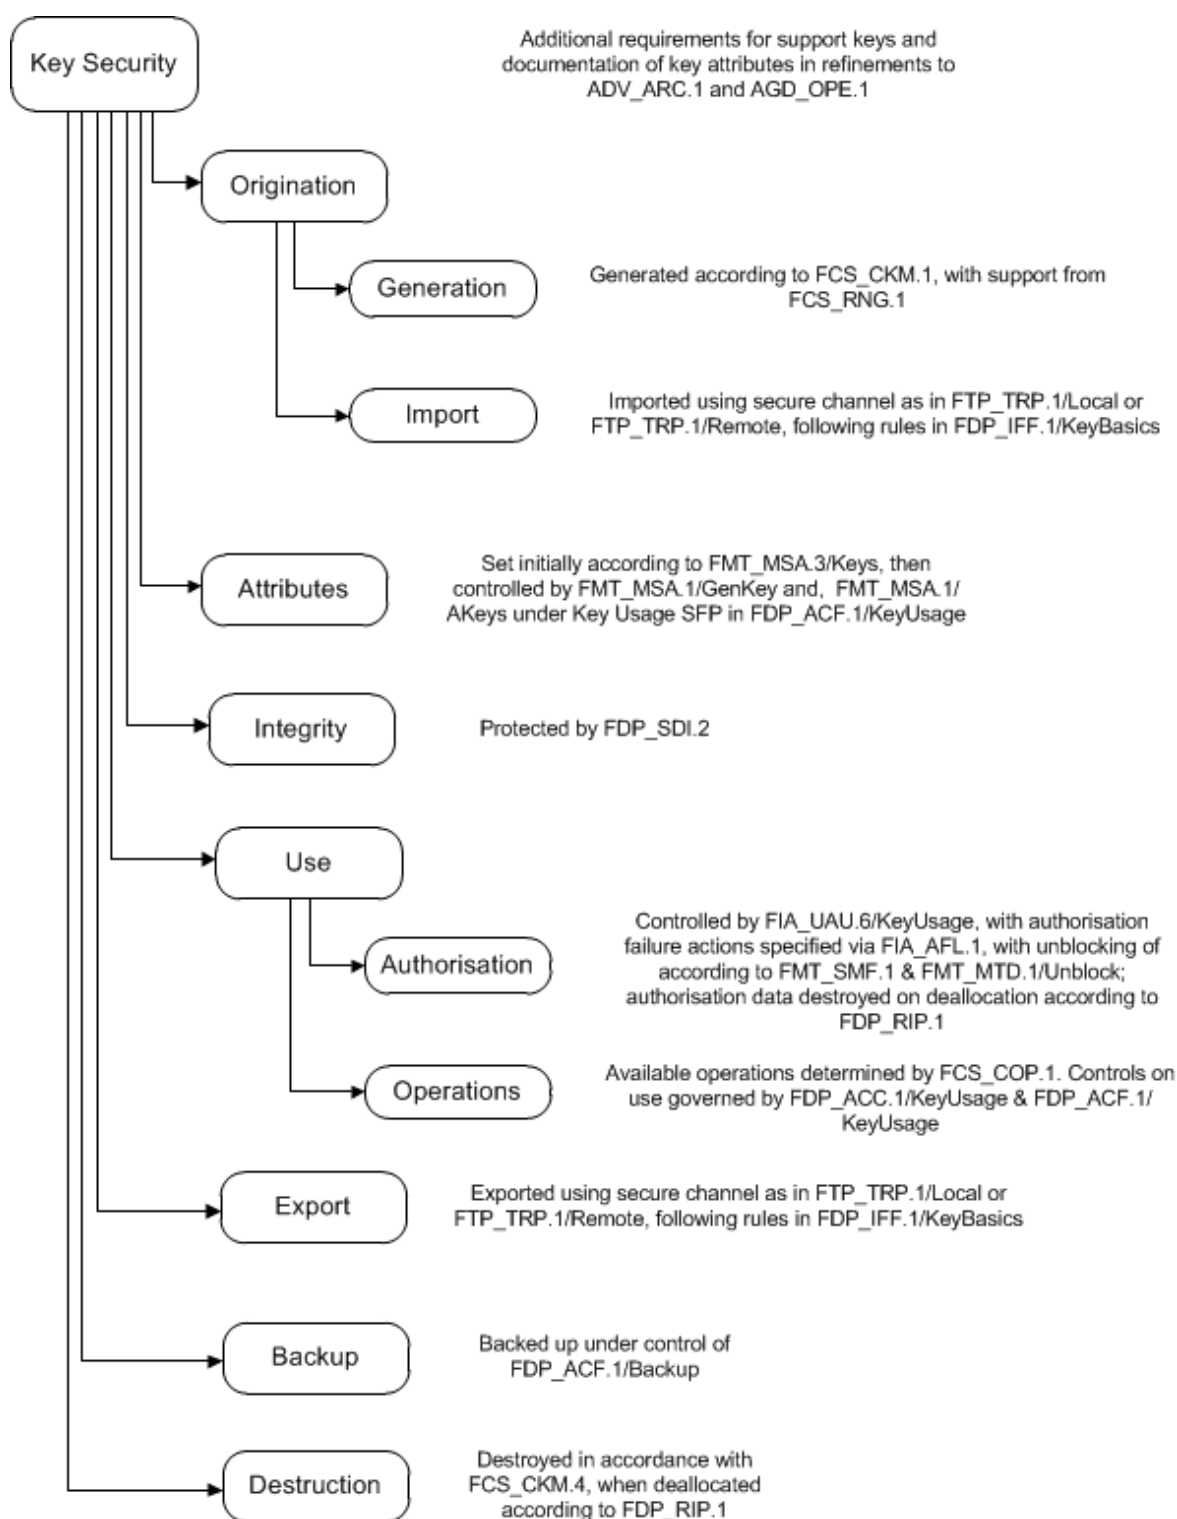 Key Security
Additional requirements for support keys and
documentation of key attributes in refinements to
ADV_ARC.1 and AGD_OPE.1
Origination
Generation
Generated according to FCS_CKM.1, with support from
FCS_RNG.1
Import
Imported using secure channel as in FTP_TRP.1/Local or
FTP_TRP.1/Remote, following rules in FDP_IFF.1/KeyBasics
Attributes
Set initially according to FMT_MSA.3/Keys, then
controlled by FMT_MSA.1/GenKey and, FMT_MSA.1/
AKeys under Key Usage SFP in FDP_ACF.1/KeyUsage
Integrity
Protected by FDP_SDI.2
Use
Authorisation
Controlled by FIA_UAU.6/KeyUsage, with authorisation
failure actions specified via FIA_AFL.1, with unblocking of
according to FMT_SMF.1 & FMT_MTD.1/Unblock;
authorisation data destroyed on deallocation according to
FDP_RIP.1
Operations
Available operations determined by FCS_COP.1. Controls on
use governed by FDP_ACC.1/KeyUsage & FDP_ACF.1/
KeyUsage
Export
Exported using secure channel as in FTP_TRP.1/Local or
FTP_TRP.1/Remote, following rules in FDP_IFF.1/KeyBasics
Backup
Backed up under control of
FDP_ACF.1/Backup
Destruction
Destroyed in accordance with
FCS_CKM.4, when deallocated
according to FDP_RIP.1